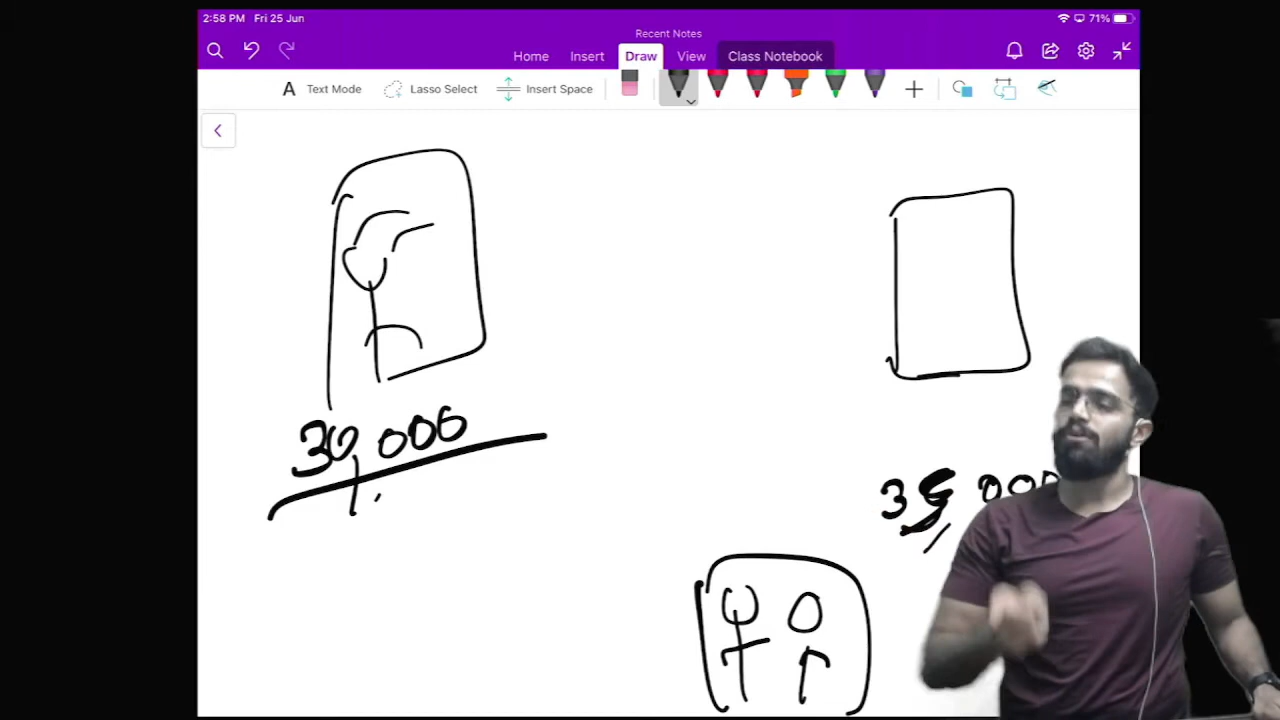 2:58 PM Fri 25 Jun
71%
Recent Notes
Home Insert Draw View Class Notebook
Text Mode Lasso Select Insert Space
30,000
35,000